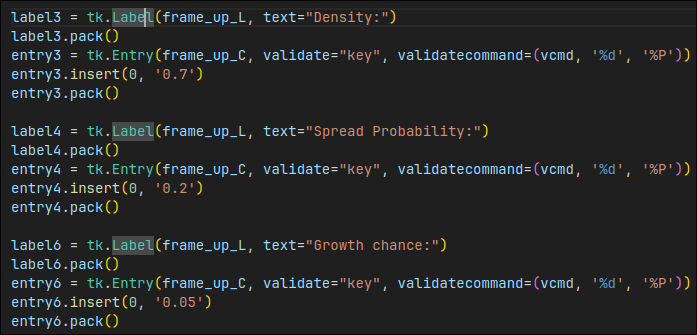 label3 = tk.Label(frame_up_L, text="Density:")
label3.pack()
entry3 = tk.Entry(frame_up_C, validate="key", validatecommand=(vcmd, '%d', '%P'))
entry3.insert(0, '0.7')
entry3.pack()

label4 = tk.Label(frame_up_L, text="Spread Probability:")
label4.pack()
entry4 = tk.Entry(frame_up_C, validate="key", validatecommand=(vcmd, '%d', '%P'))
entry4.insert(0, '0.2')
entry4.pack()

label6 = tk.Label(frame_up_L, text="Growth chance:")
label6.pack()
entry6 = tk.Entry(frame_up_C, validate="key", validatecommand=(vcmd, '%d', '%P'))
entry6.insert(0, '0.05')
entry6.pack()